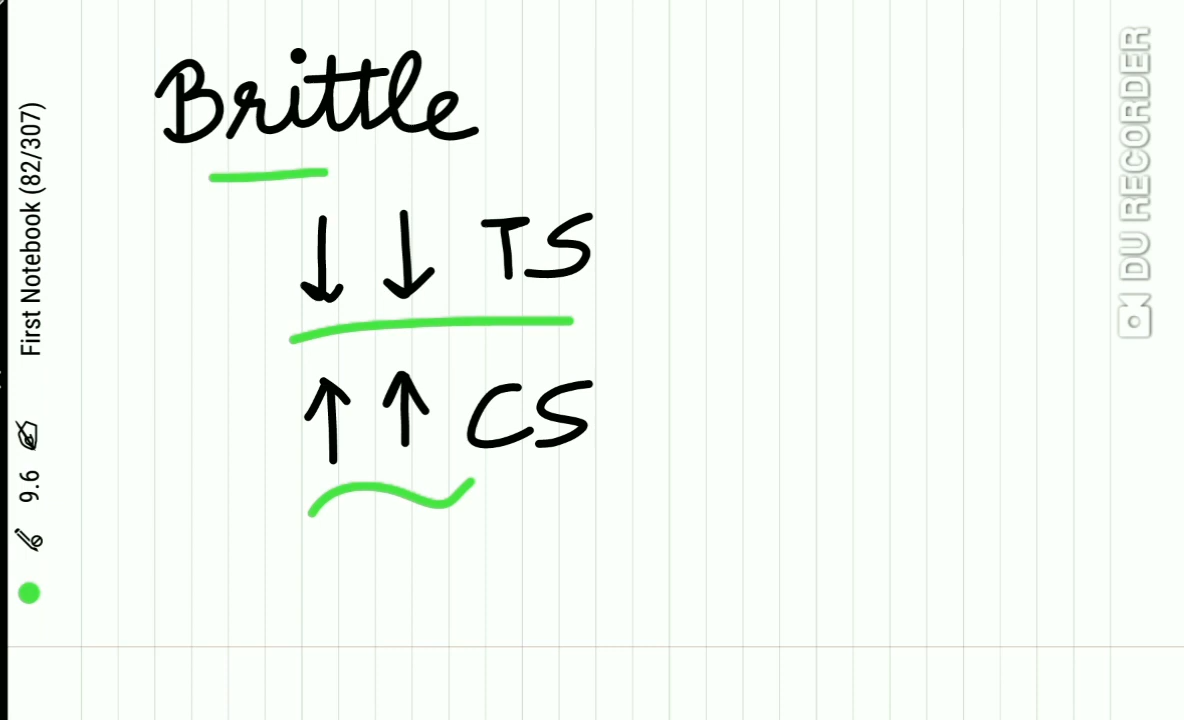 Brittle
↓ ↓ TS
↑ ↑ CS
First Notebook (82/307)
9.6
DU RECORDER